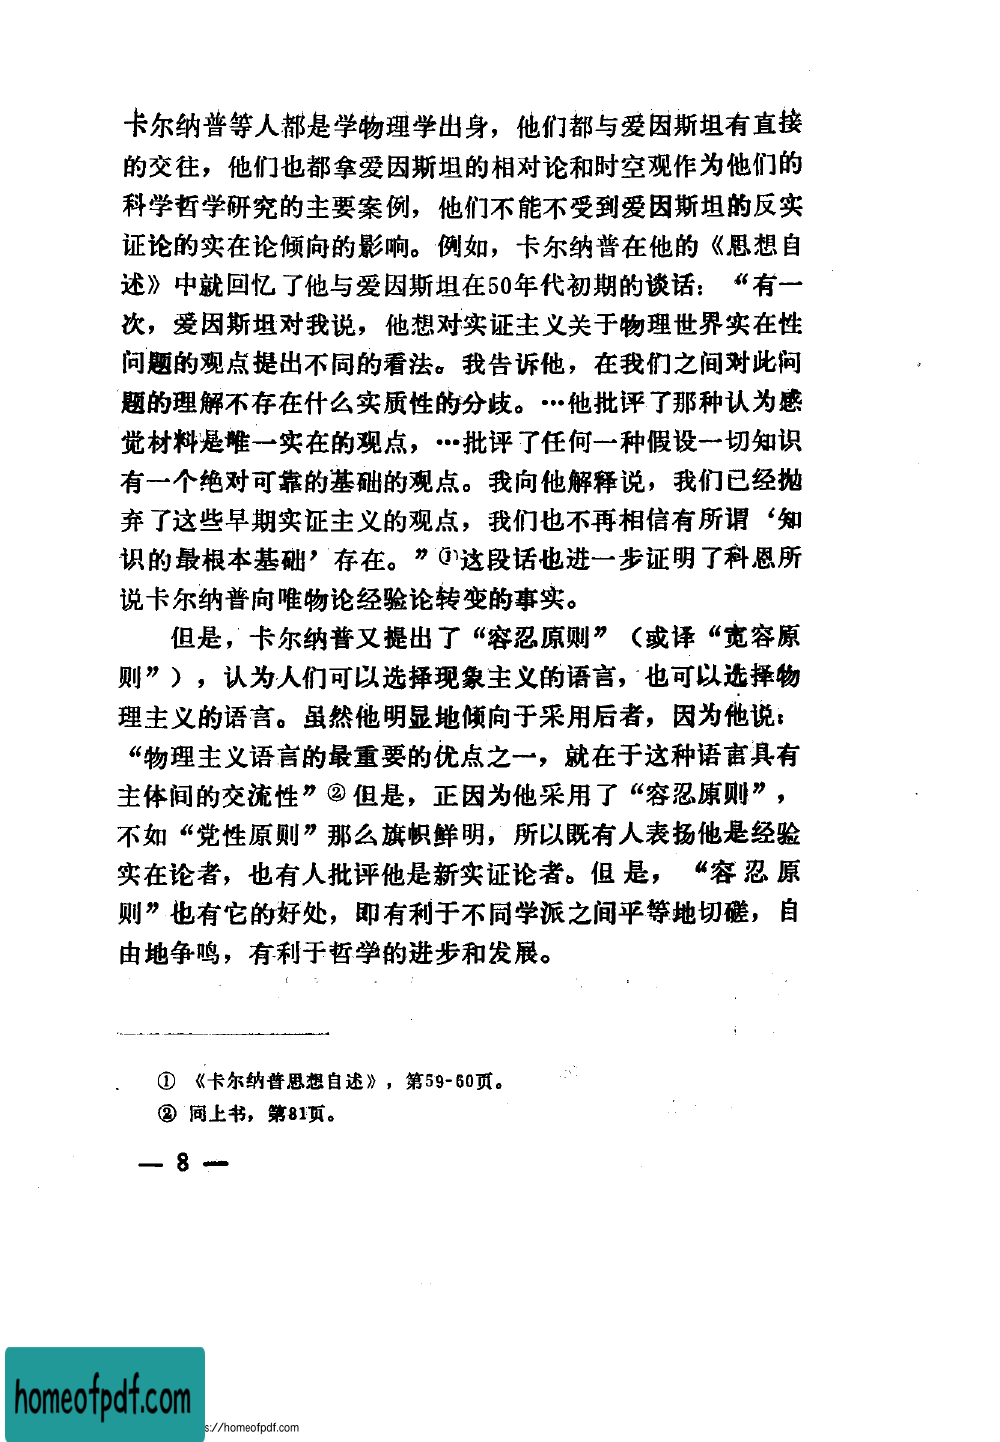 卡尔纳普等人都是学物理学出身，他们都与爱因斯坦有直接
的交往，他们也都拿爱因斯坦的相对论和时空观作为他们的
科学哲学研究的主要案例，他们不能不受到爱因斯坦的反实
证论的实在论倾向的影响。例如，卡尔纳普在他的《思想自
述》中就回忆了他与爱因斯坦在50年代初期的谈话：“有一
次，爱因斯坦对我说，他想对实证主义关于物理世界实在性
问题的观点提出不同的看法。我告诉他，在我们之间对此问
题的理解不存在什么实质性的分歧。…他批评了那种认为感
觉材料是唯一实在的观点，…批评了任何一种假设一切知识
有一个绝对可靠的基础的观点。我向他解释说，我们已经抛
弃了这些早期实证主义的观点，我们也不再相信有所谓‘知
识的最根本基础’存在。”①这段话也进一步证明了科恩所
说卡尔纳普向唯物论经验论转变的事实。
但是，卡尔纳普又提出了“容忍原则”（或译“宽容原
则”），认为人们可以选择现象主义的语言，也可以选择物
理主义的语言。虽然他明显地倾向于采用后者，因为他说：
“物理主义语言的最重要的优点之一，就在于这种语言具有
主体间的交流性”②但是，正因为他采用了“容忍原则”，
不如“党性原则”那么旗帜鲜明，所以既有人表扬他是经验
实在论者，也有人批评他是新实证论者。但是，“容忍原
则”也有它的好处，即有利于不同学派之间平等地切磋，自
由地争鸣，有利于哲学的进步和发展。
① 《卡尔纳普思想自述》，第59-60页。
② 同上书，第81页。
— 8 —
homeofpdf.com
s://homeofpdf.com